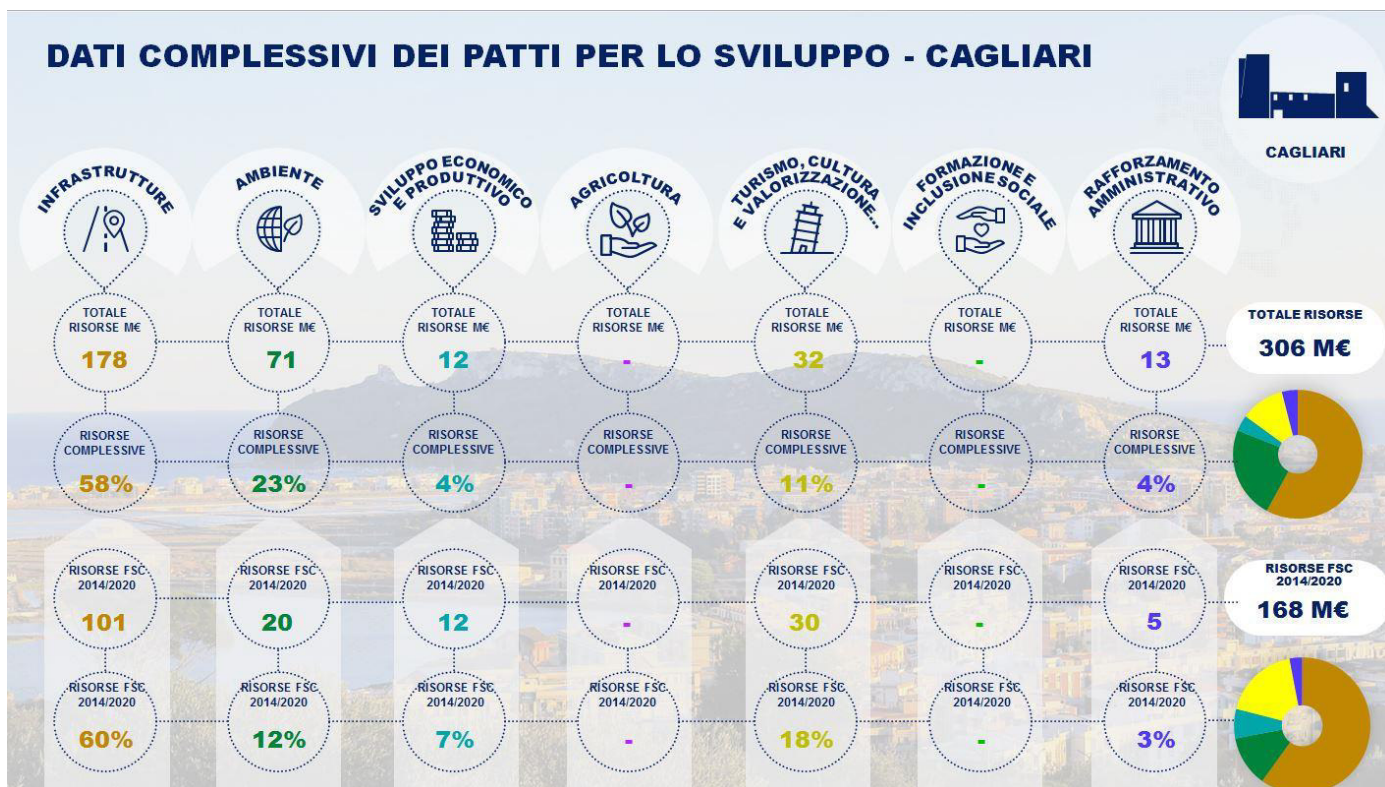 DATI COMPLESSIVI DEI PATTI PER LO SVILUPPO - CAGLIARI
CAGLIARI
INFRASTRUTTURE
AMBIENTE
SVILUPPO ECONOMICO
E PRODUTTIVO
AGRICOLTURA
TURISMO, CULTURA
E VALORIZZAZIONE...
FORMAZIONE E
INCLUSIONE SOCIALE
RAFFORZAMENTO
AMMINISTRATIVO
TOTALE
RISORSE M€
178
TOTALE
RISORSE M€
71
TOTALE
RISORSE M€
12
TOTALE
RISORSE M€
-
TOTALE
RISORSE M€
32
TOTALE
RISORSE M€
-
TOTALE
RISORSE M€
13
TOTALE RISORSE
306 M€
RISORSE
COMPLESSIVE
58%
RISORSE
COMPLESSIVE
23%
RISORSE
COMPLESSIVE
4%
RISORSE
COMPLESSIVE
-
RISORSE
COMPLESSIVE
11%
RISORSE
COMPLESSIVE
-
RISORSE
COMPLESSIVE
4%
RISORSE FSC
2014/2020
101
RISORSE FSC
2014/2020
20
RISORSE FSC
2014/2020
12
RISORSE FSC
2014/2020
-
RISORSE FSC
2014/2020
30
RISORSE FSC
2014/2020
-
RISORSE FSC
2014/2020
5
RISORSE FSC
2014/2020
168 M€
RISORSE FSC
2014/2020
60%
RISORSE FSC
2014/2020
12%
RISORSE FSC
2014/2020
7%
RISORSE FSC
2014/2020
-
RISORSE FSC
2014/2020
18%
RISORSE FSC
2014/2020
-
RISORSE FSC
2014/2020
3%